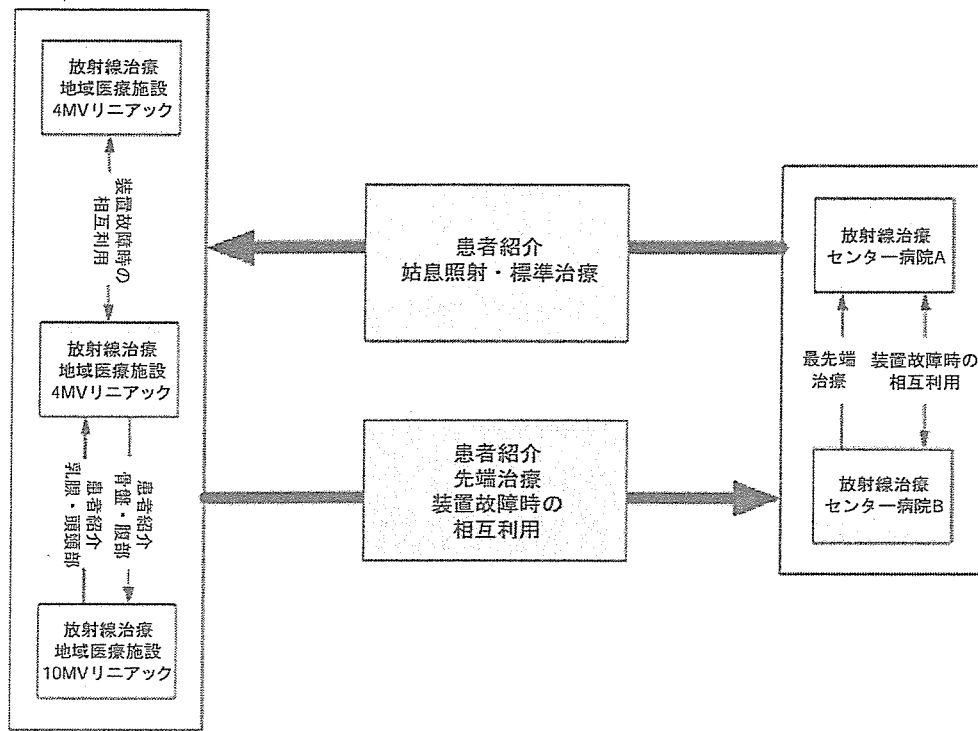 放射線治療
地域医療施設
4MVリニアック
装置故障時の
相互利用
放射線治療
地域医療施設
4MVリニアック
患者紹介
乳腺・頭頸部
患者紹介
骨盤・腹部
放射線治療
地域医療施設
10MVリニアック
患者紹介
姑息照射・標準治療
患者紹介
先端治療
装置故障時の
相互利用
放射線治療
センター病院A
最先端
治療
装置故障時の
相互利用
放射線治療
センター病院B